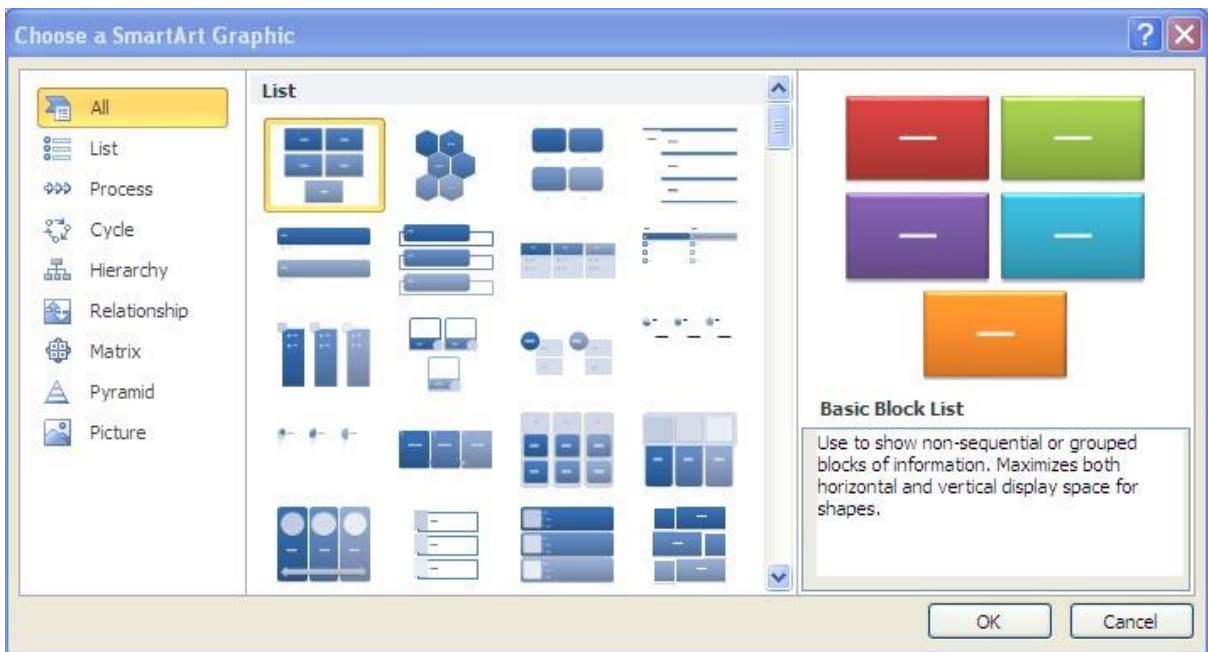 Choose a SmartArt Graphic
All
List
Process
Cycle
Hierarchy
Relationship
Matrix
Pyramid
Picture
List
Basic Block List
Use to show non-sequential or grouped
blocks of information. Maximizes both
horizontal and vertical display space for
shapes.
OK
Cancel